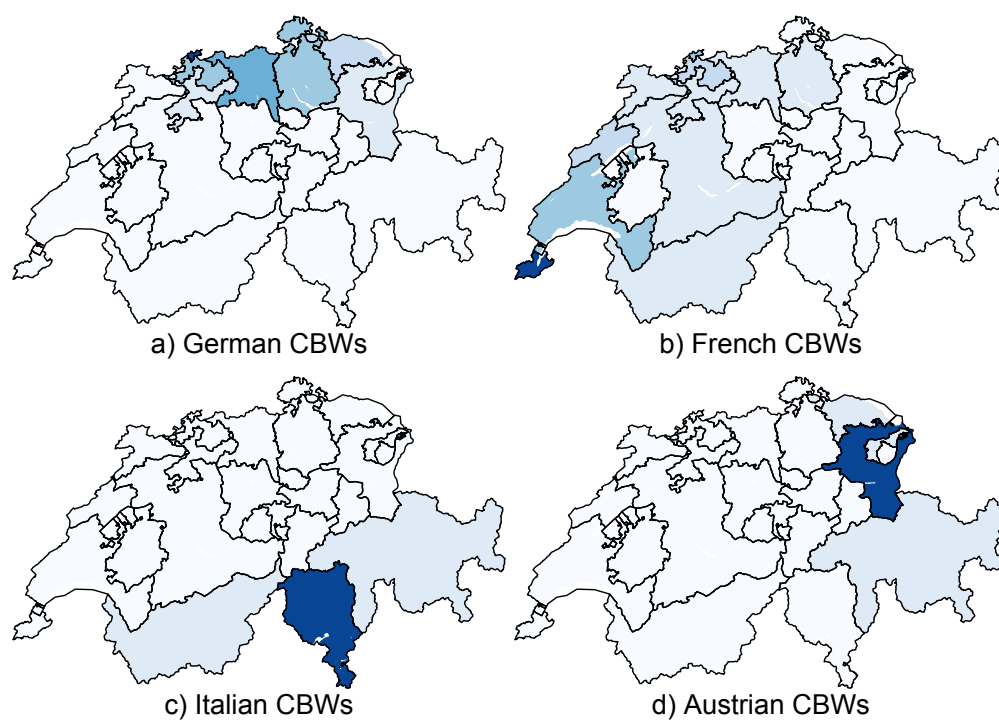 a) German CBWs
b) French CBWs
c) Italian CBWs
d) Austrian CBWs